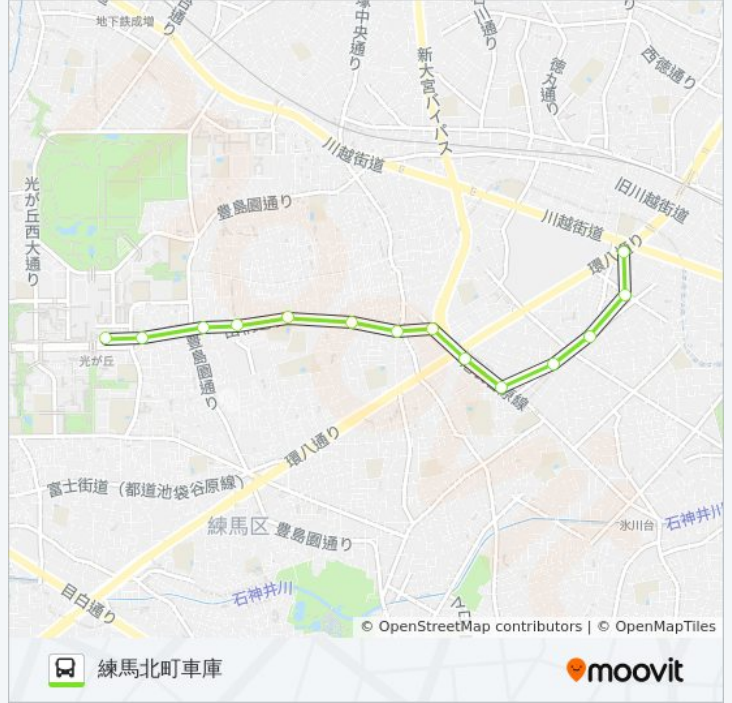 地下鉄成増
川越街道
新大宮バイパス
徳丸通り
西徳通り
光が丘西大通り
豊島園通り
川越街道
旧川越街道
環八通り
光が丘
豊島園通り
原線
環八通り
富士街道（都道池袋谷原線）
練馬区
豊島園通り
氷川台
石神井川
石神井川
目白通り
© OpenStreetMap contributors | © OpenMapTiles
練馬北町車庫
moovit